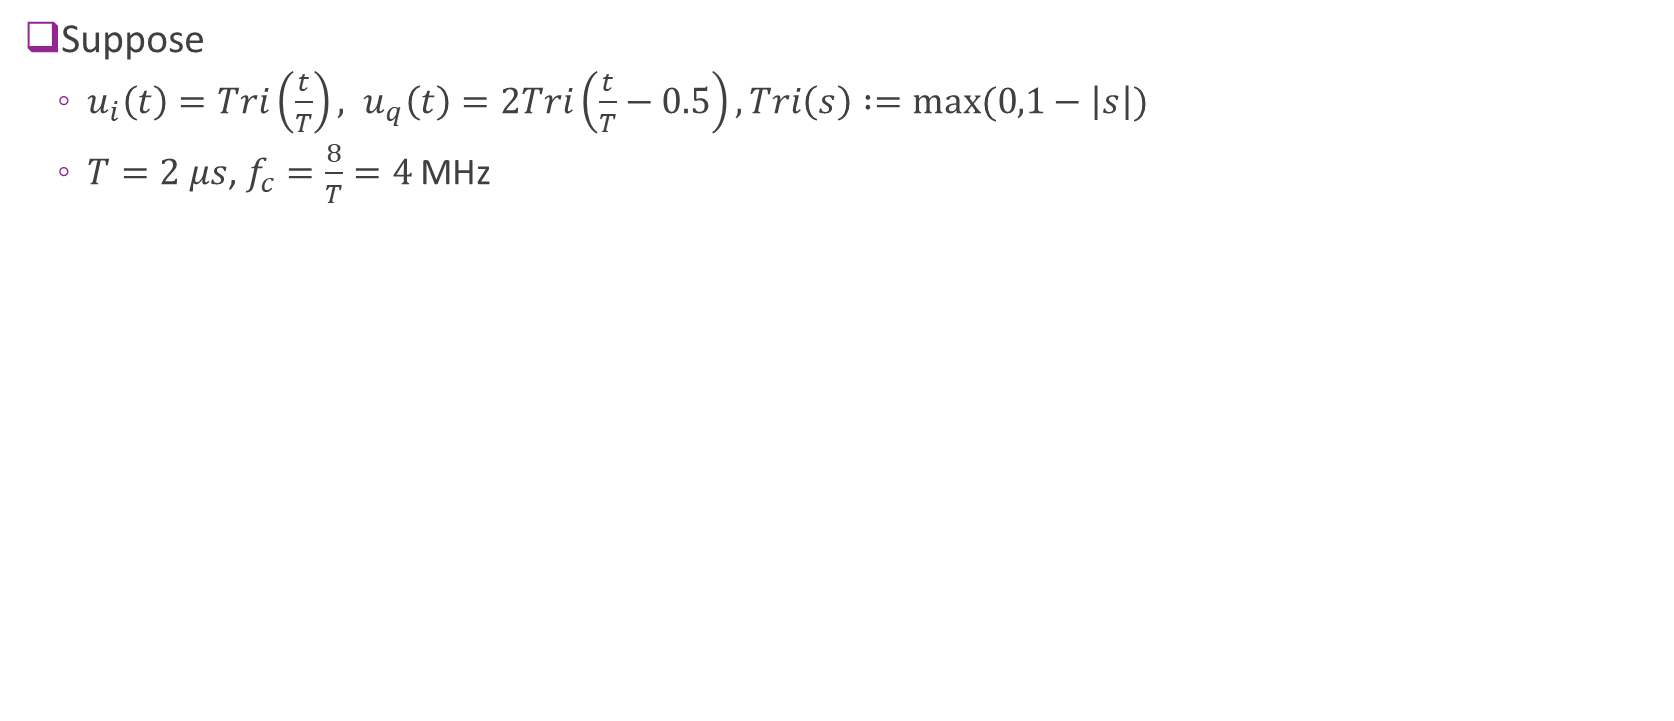 ❑Suppose
◦ u_i(t) = Tri(t/T), u_q(t) = 2Tri(t/T − 0.5), Tri(s) := max(0,1 − |s|)
◦ T = 2 μs, f_c = 8/T = 4 MHz